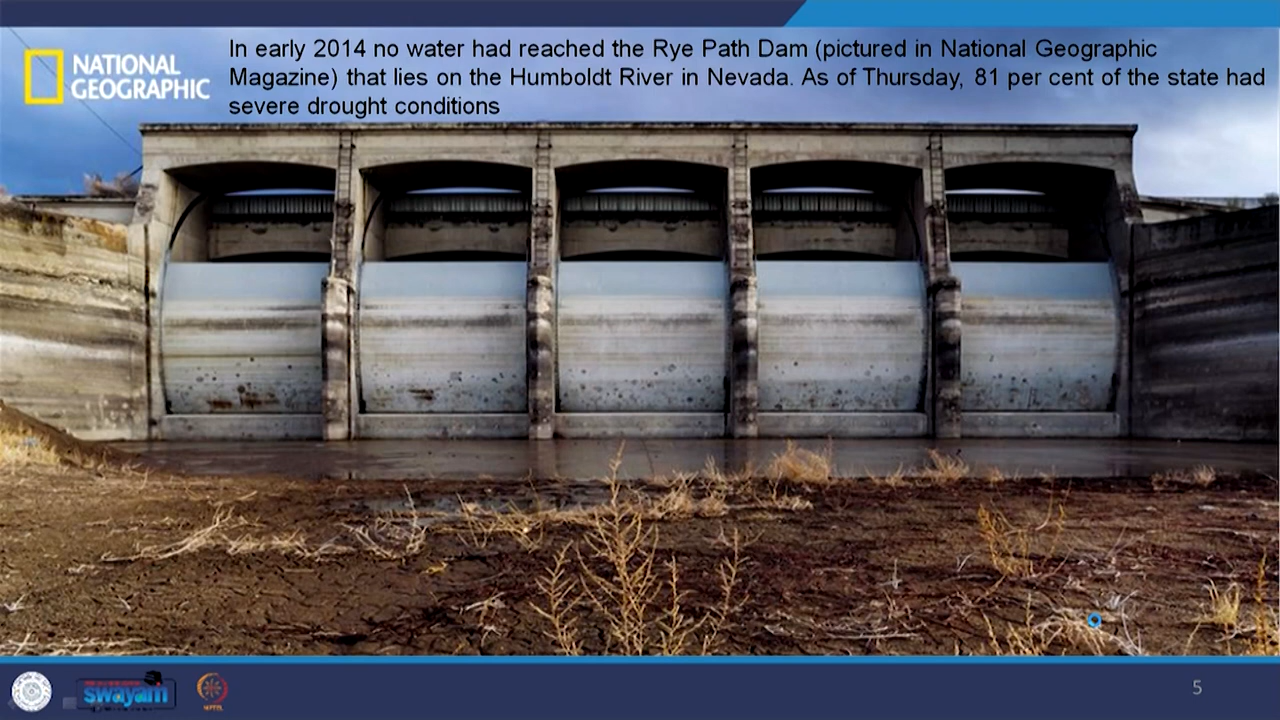 In early 2014 no water had reached the Rye Path Dam (pictured in National Geographic
Magazine) that lies on the Humboldt River in Nevada. As of Thursday, 81 per cent of the state had
severe drought conditions
NATIONAL
GEOGRAPHIC
swayam
5